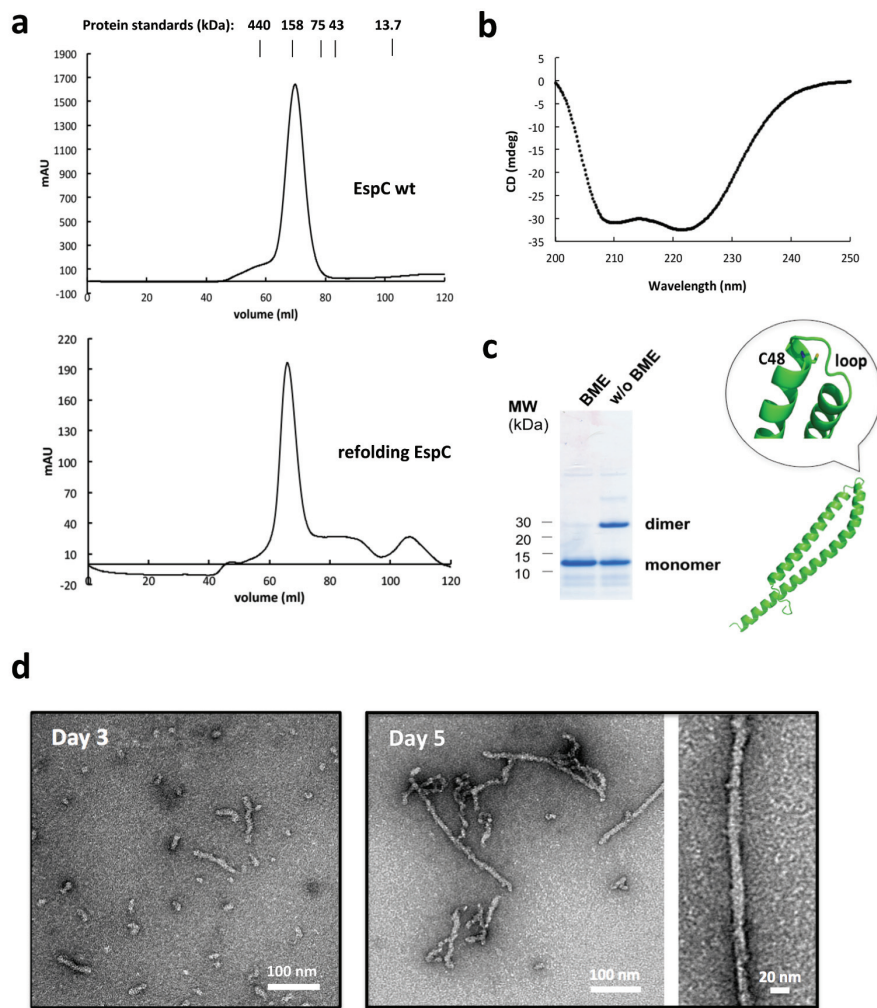 a
Protein standards (kDa): 440 158 75 43 13.7
1900
1700
1500
1300
1100
900
700
500
300
100
-100
mAU
EspC wt
0 20 40 60 80 100 120
volume (ml)
220
190
160
130
100
70
40
10
-20
mAU
refolding EspC
0 20 40 60 80 100 120
volume (ml)
b
5
0
-5
-10
-15
-20
-25
-30
-35
CD (mdeg)
200 210 220 230 240 250
Wavelength (nm)
c
BME
w/o BME
MW
(kDa)
30
20
15
10
dimer
monomer
C48
loop
d
Day 3
100 nm
Day 5
100 nm
20 nm